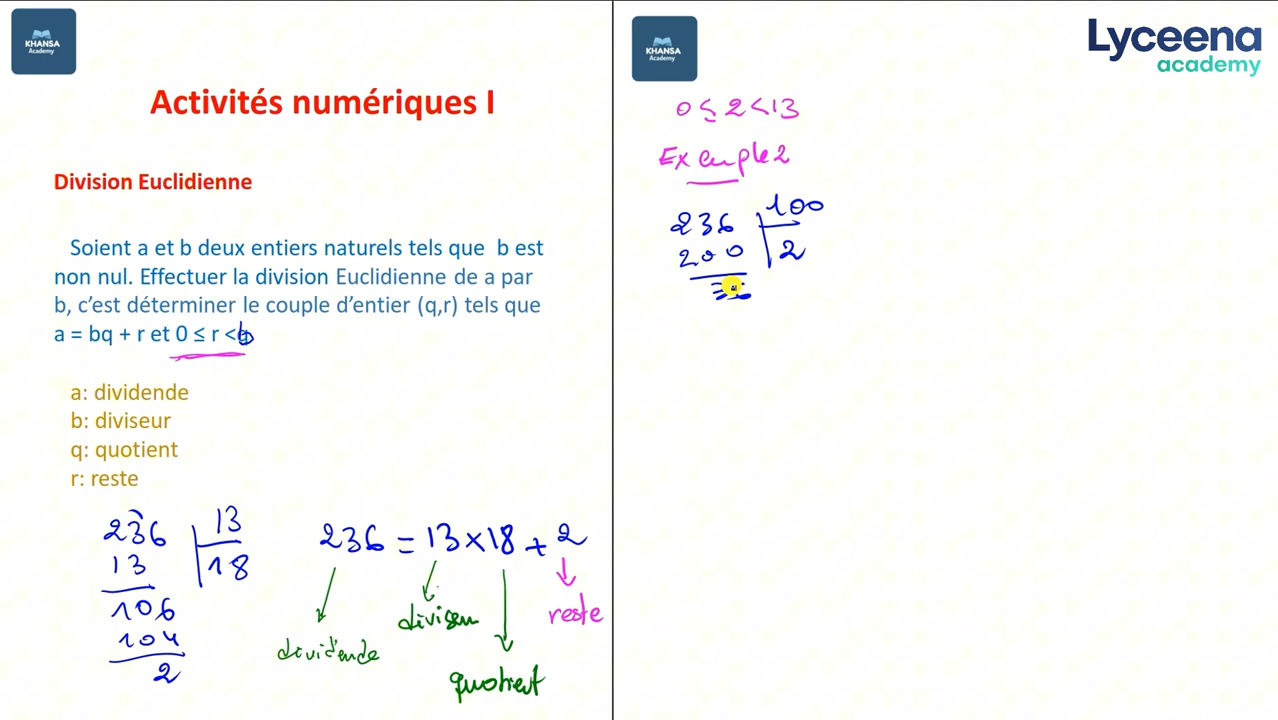 KHANSA
Academy
Activités numériques I
Division Euclidienne
Soient a et b deux entiers naturels tels que b est
non nul. Effectuer la division Euclidienne de a par
b, c'est déterminer le couple d'entier (q,r) tels que
a = bq + r et 0 ≤ r < b
a: dividende
b: diviseur
q: quotient
r: reste
236 13
13 18
106
104
2
236 = 13 × 18 + 2
dividende
diviseur
quotient
reste
KHANSA
Academy
Lyceena
academy
0 ≤ 2 < 13
Exemple 2
236 100
200 2